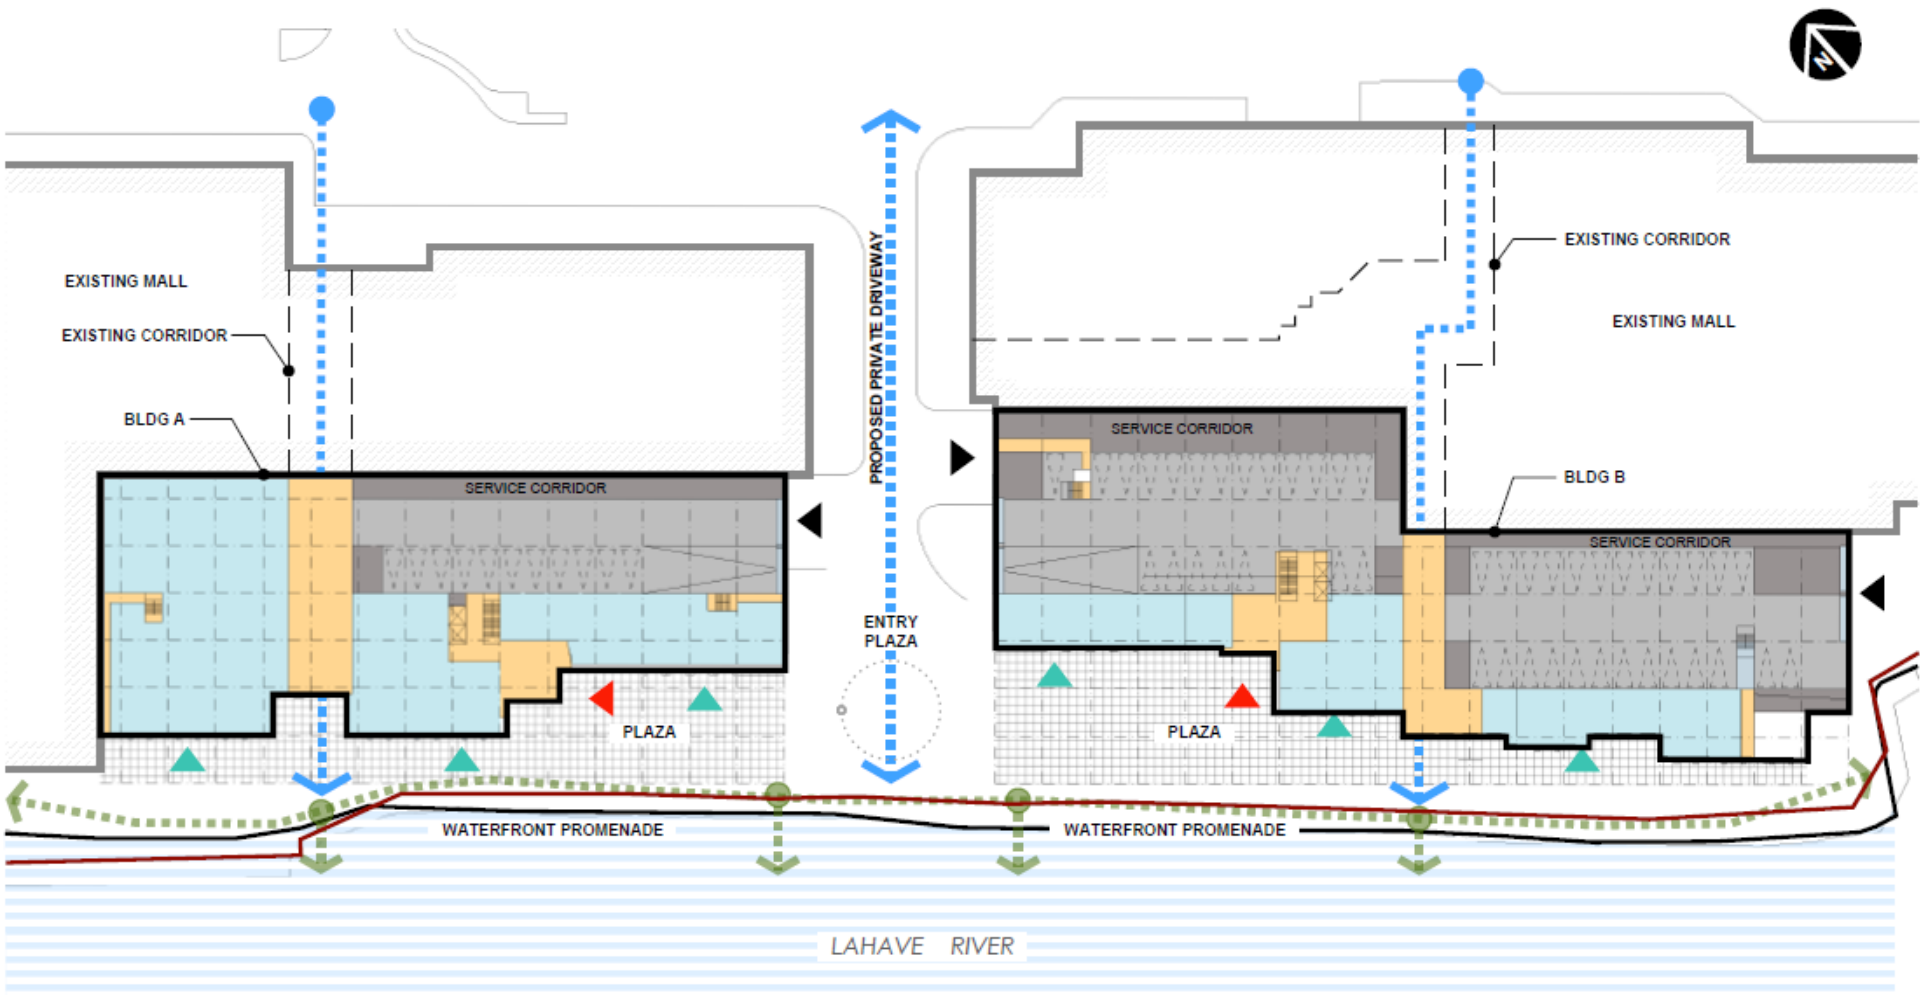 N
PROPOSED PRIVATE DRIVEWAY
EXISTING CORRIDOR
EXISTING MALL
EXISTING MALL
EXISTING CORRIDOR
BLDG A
SERVICE CORRIDOR
BLDG B
SERVICE CORRIDOR
SERVICE CORRIDOR
ENTRY
PLAZA
PLAZA
PLAZA
WATERFRONT PROMENADE
WATERFRONT PROMENADE
LAHAVE RIVER